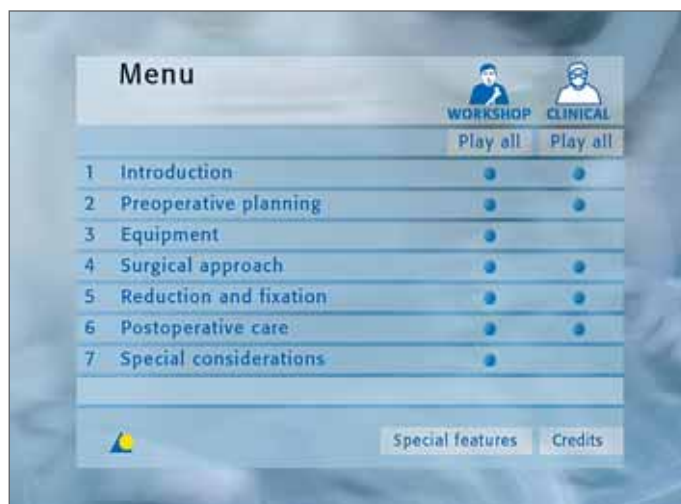 Menu
WORKSHOP CLINICAL
Play all Play all
1 Introduction
2 Preoperative planning
3 Equipment
4 Surgical approach
5 Reduction and fixation
6 Postoperative care
7 Special considerations
Special features Credits